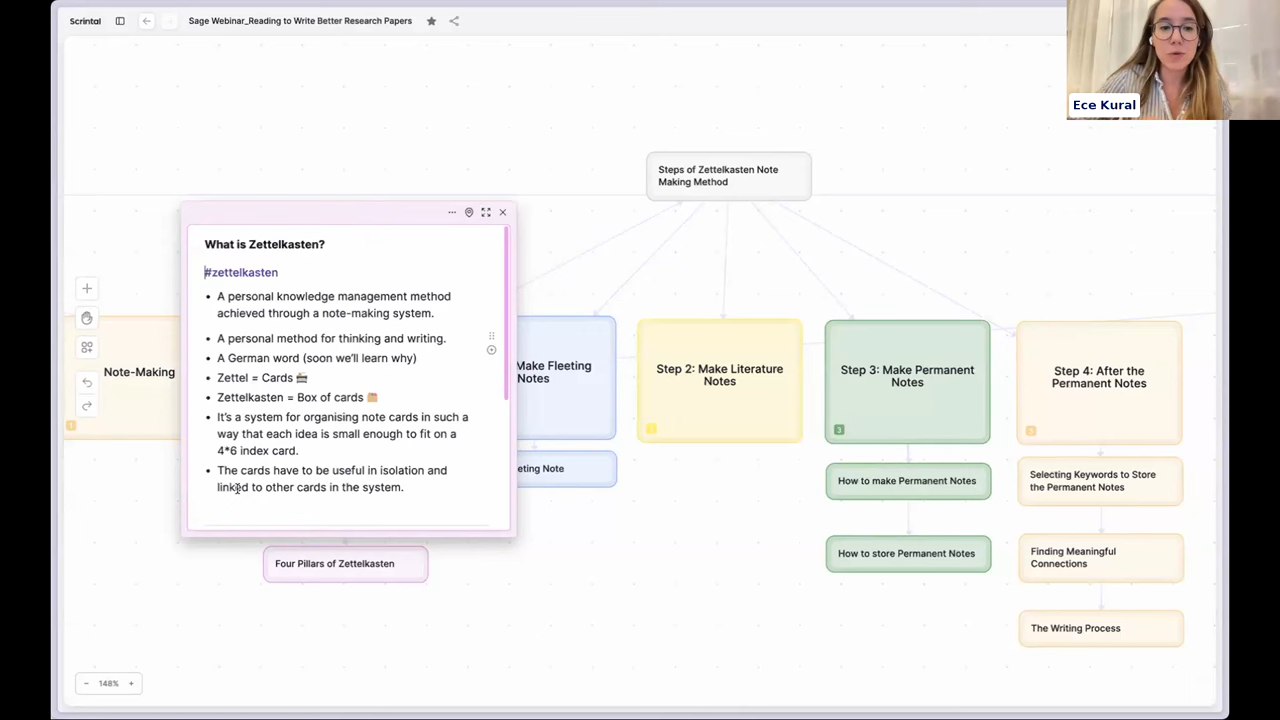 Scrintal
Sage Webinar_Reading to Write Better Research Papers
Ece Kural
Steps of Zettelkasten Note
Making Method
What is Zettelkasten?
#zettelkasten
• A personal knowledge management method
achieved through a note-making system.
• A personal method for thinking and writing.
• A German word (soon we'll learn why)
• Zettel = Cards
• Zettelkasten = Box of cards
• It's a system for organising note cards in such a
way that each idea is small enough to fit on a
4*6 index card.
• The cards have to be useful in isolation and
linked to other cards in the system.
Note-Making
1
Make Fleeting
Notes
eting Note
Step 2: Make Literature
Notes
Step 3: Make Permanent
Notes
3
Step 4: After the
Permanent Notes
How to make Permanent Notes
Selecting Keywords to Store
the Permanent Notes
How to store Permanent Notes
Finding Meaningful
Connections
Four Pillars of Zettelkasten
The Writing Process
148%